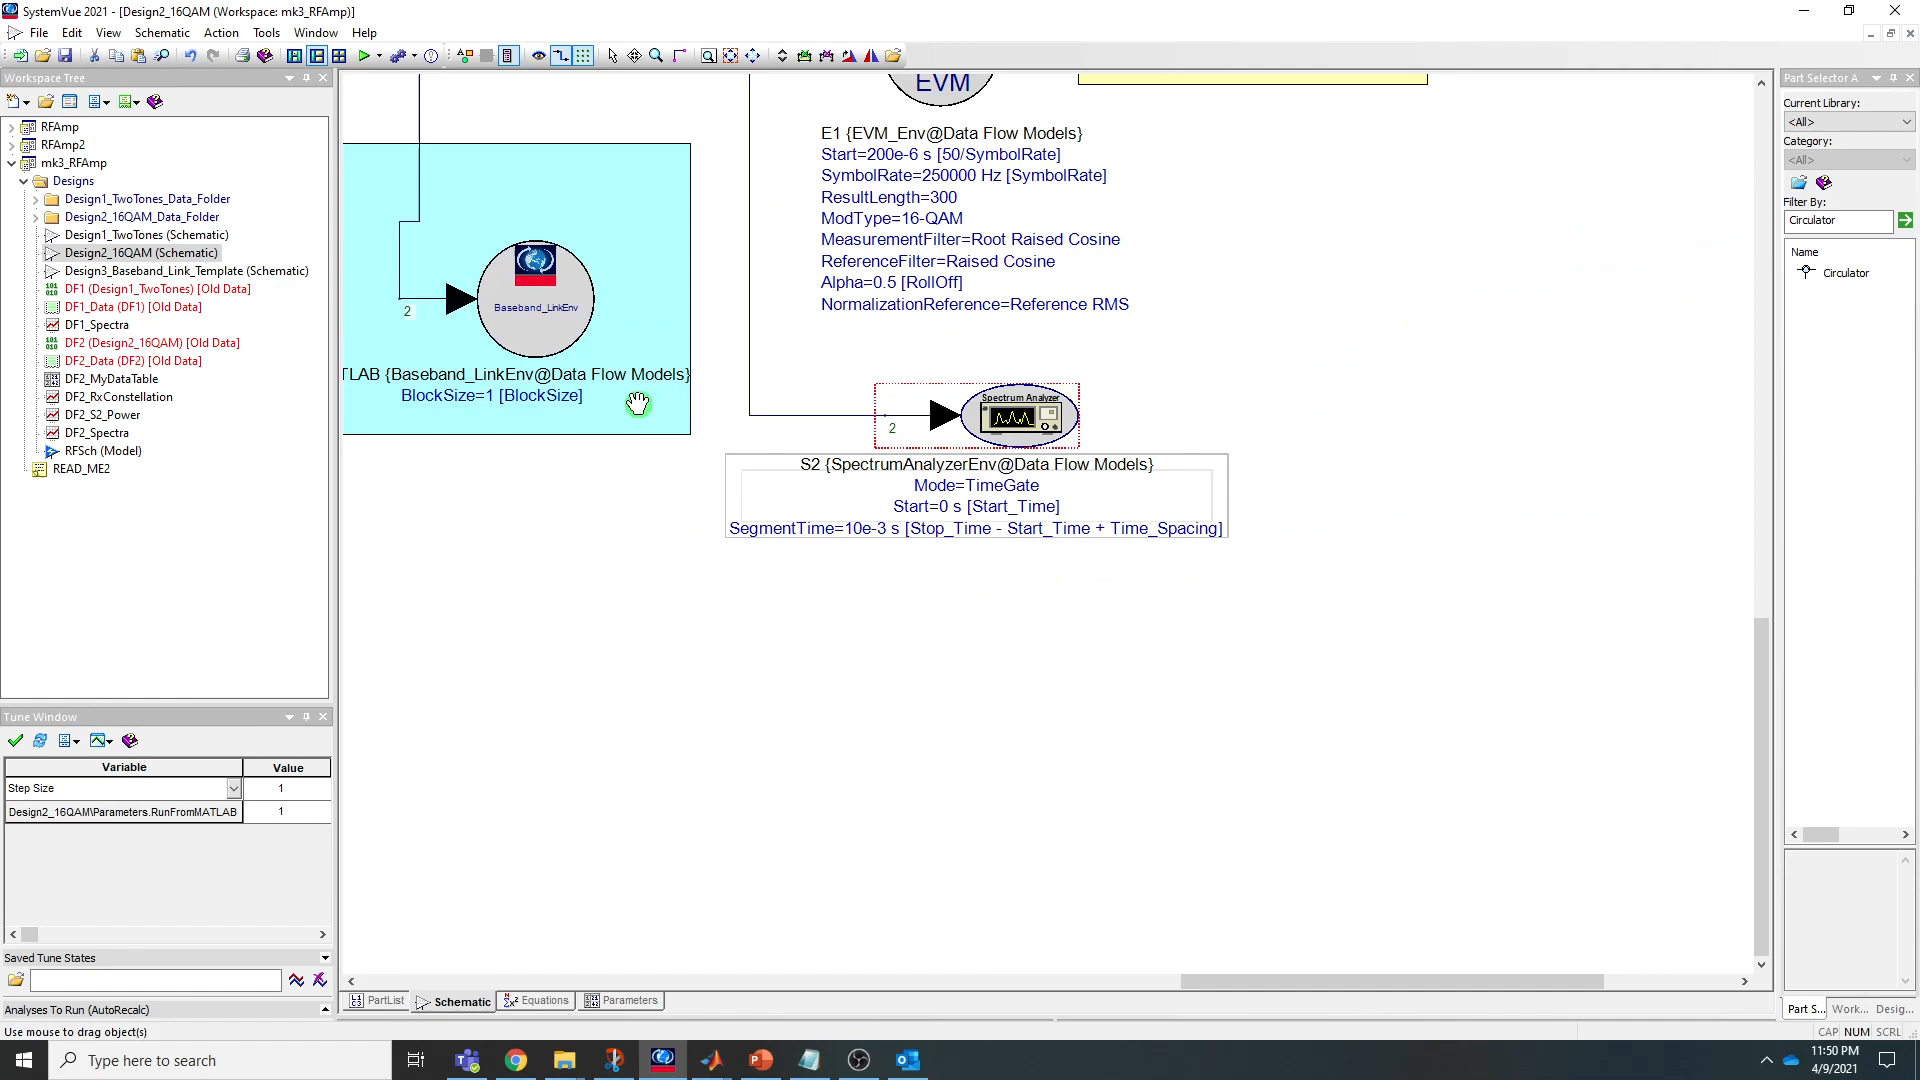 SystemVue 2021 - [Design2_16QAM (Workspace: mk3_RFAmp)]
File Edit View Schematic Action Tools Window Help
Workspace Tree
RFAmp
RFAmp2
mk3_RFAmp
Designs
Design1_TwoTones_Data_Folder
Design2_16QAM_Data_Folder
Design1_TwoTones (Schematic)
Design2_16QAM (Schematic)
Design3_Baseband_Link_Template (Schematic)
DF1 (Design1_TwoTones) [Old Data]
DF1_Data (DF1) [Old Data]
DF1_Spectra
DF2 (Design2_16QAM) [Old Data]
DF2_Data (DF2) [Old Data]
DF2_MyDataTable
DF2_RxConstellation
DF2_S2_Power
DF2_Spectra
RFSch (Model)
READ_ME2
Tune Window
Variable Value
Step Size 1
Design2_16QAM\Parameters.RunFromMATLAB 1
Saved Tune States
Analyses To Run (AutoRecalc)
Use mouse to drag object(s)
EVM
E1 {EVM_Env@Data Flow Models}
Start=200e-6 s [50/SymbolRate]
SymbolRate=250000 Hz [SymbolRate]
ResultLength=300
ModType=16-QAM
MeasurementFilter=Root Raised Cosine
ReferenceFilter=Raised Cosine
Alpha=0.5 [RollOff]
NormalizationReference=Reference RMS
2
Baseband_LinkEnv
TLAB {Baseband_LinkEnv@Data Flow Models}
BlockSize=1 [BlockSize]
Spectrum Analyzer
2
S2 {SpectrumAnalyzerEnv@Data Flow Models}
Mode=TimeGate
Start=0 s [Start_Time]
SegmentTime=10e-3 s [Stop_Time - Start_Time + Time_Spacing]
PartList Schematic Equations Parameters
Part Selector A
Current Library:
<All>
Category:
<All>
Filter By:
Circulator
Name
Circulator
Part S... Work... Desig...
CAP NUM SCRL
Type here to search
11:50 PM
4/9/2021